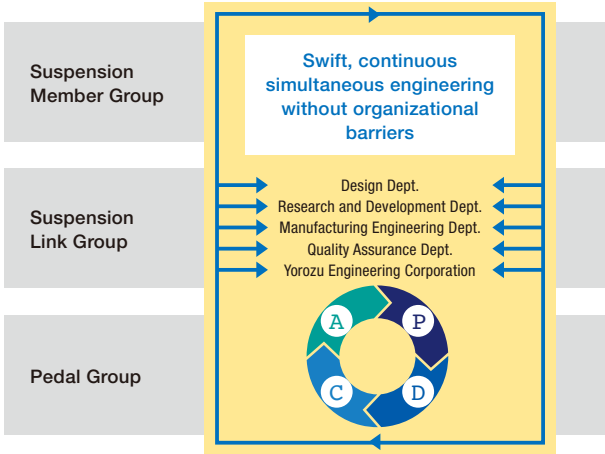 Suspension
Member Group
Swift, continuous
simultaneous engineering
without organizational
barriers
Suspension
Link Group
Design Dept.
Research and Development Dept.
Manufacturing Engineering Dept.
Quality Assurance Dept.
Yorozu Engineering Corporation
Pedal Group
A
P
C
D